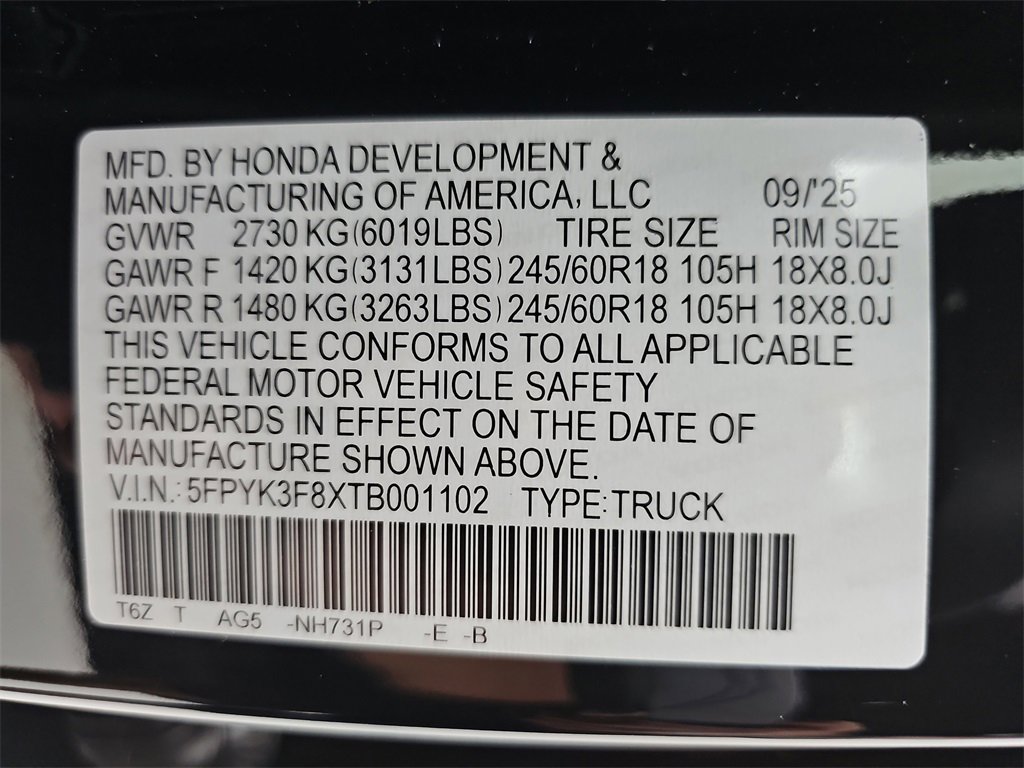 MFD. BY HONDA DEVELOPMENT &
MANUFACTURING OF AMERICA, LLC 09/'25
GVWR 2730 KG(6019LBS) TIRE SIZE RIM SIZE
GAWR F 1420 KG(3131LBS) 245/60R18 105H 18X8.0J
GAWR R 1480 KG(3263LBS) 245/60R18 105H 18X8.0J
THIS VEHICLE CONFORMS TO ALL APPLICABLE
FEDERAL MOTOR VEHICLE SAFETY
STANDARDS IN EFFECT ON THE DATE OF
MANUFACTURE SHOWN ABOVE.
V.I.N.: 5FPYK3F8XTB001102 TYPE: TRUCK
T6Z T AG5 -NH731P -E -B